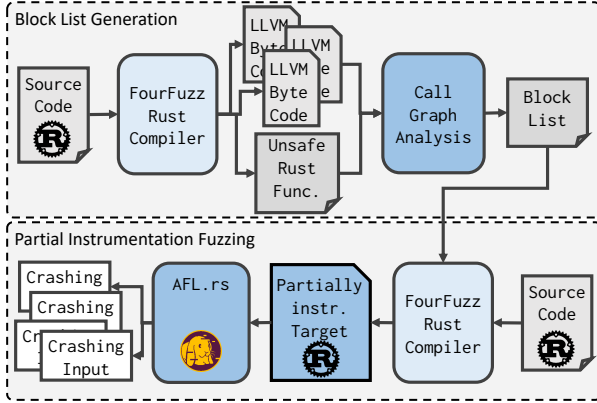 Block List Generation
Source
Code
FourFuzz
Rust
Compiler
LLVM
Byte
LLVM
Byte
LLVM
Byte
Code
Unsafe
Rust
Func.
Call
Graph
Analysis
Block
List
Partial Instrumentation Fuzzing
Crashing
Crashing
Crashing
Input
AFL.rs
Partially
instr.
Target
FourFuzz
Rust
Compiler
Source
Code